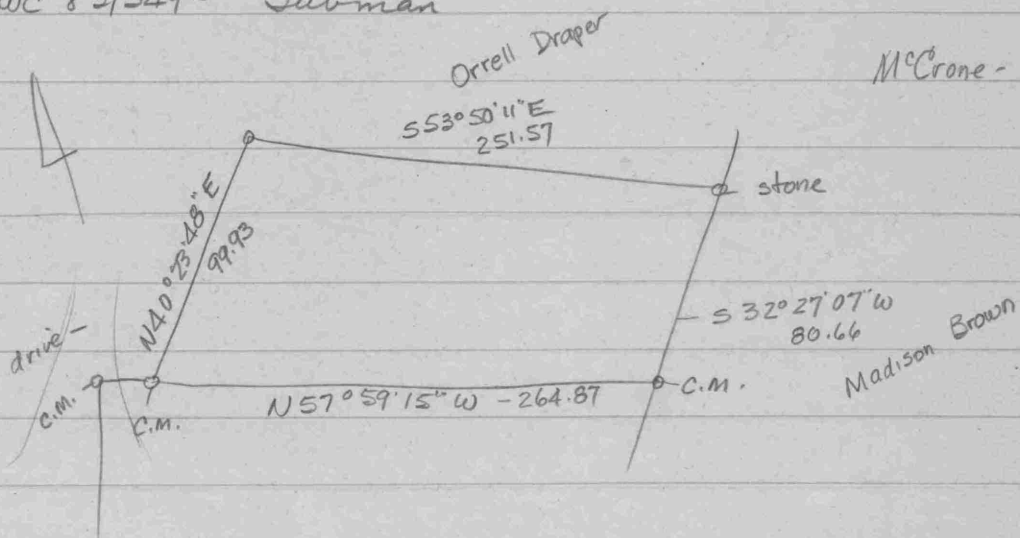 Orrell Draper
McCrone -
S53°50'11"E
251.57
stone
N40°23'48"E
99.93
S 32°27'07"W
80.66
drive -
Madison Brown
c.m.
c.m.
N57°59'15"W - 264.87
c.m.